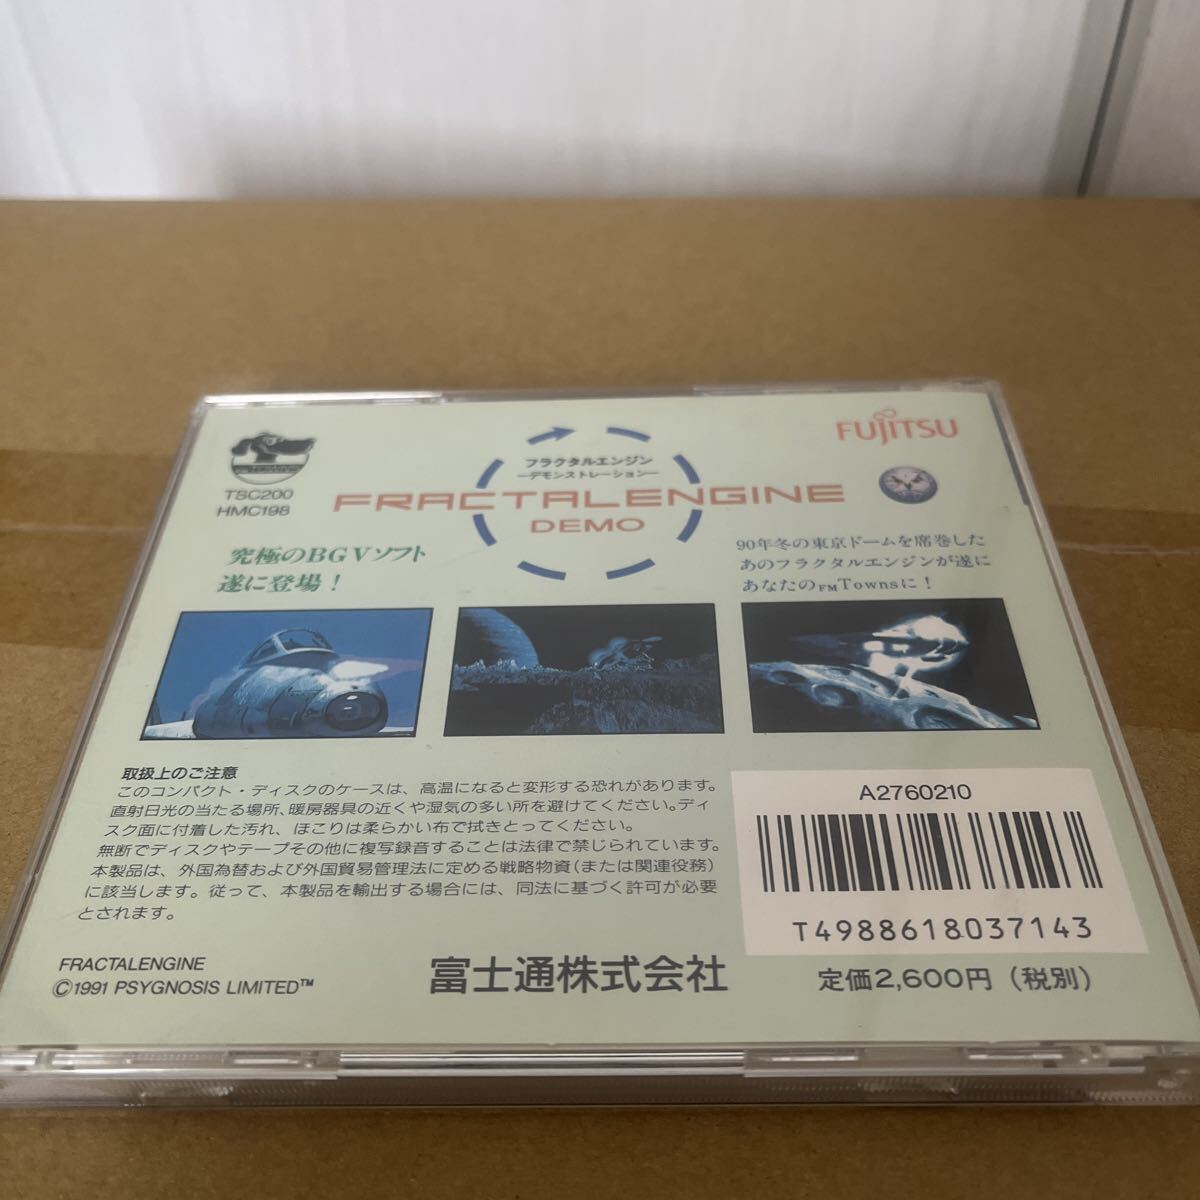 FUJITSU
TSC200
HMC198
フラクタルエンジン
—デモンストレーション—
FRACTALENGINE
DEMO
究極のBGVソフト
遂に登場！
90年冬の東京ドームを席巻した
あのフラクタルエンジンが遂に
あなたのFM Townsに！
取扱上のご注意
このコンパクト・ディスクのケースは、高温になると変形する恐れがあります。
直射日光の当たる場所、暖房器具の近くや湿気の多い所を避けてください。ディ
スク面に付着した汚れ、ほこりは柔らかい布で拭きとってください。
無断でディスクやテープその他に複写録音することは法律で禁じられています。
本製品は、外国為替および外国貿易管理法に定める戦略物資(または関連役務)
に該当します。従って、本製品を輸出する場合には、同法に基づく許可が必要
とされます。
A2760210
T4988618037143
FRACTALENGINE
©1991 PSYGNOSIS LIMITED™
富士通株式会社
定価2,600円（税別）